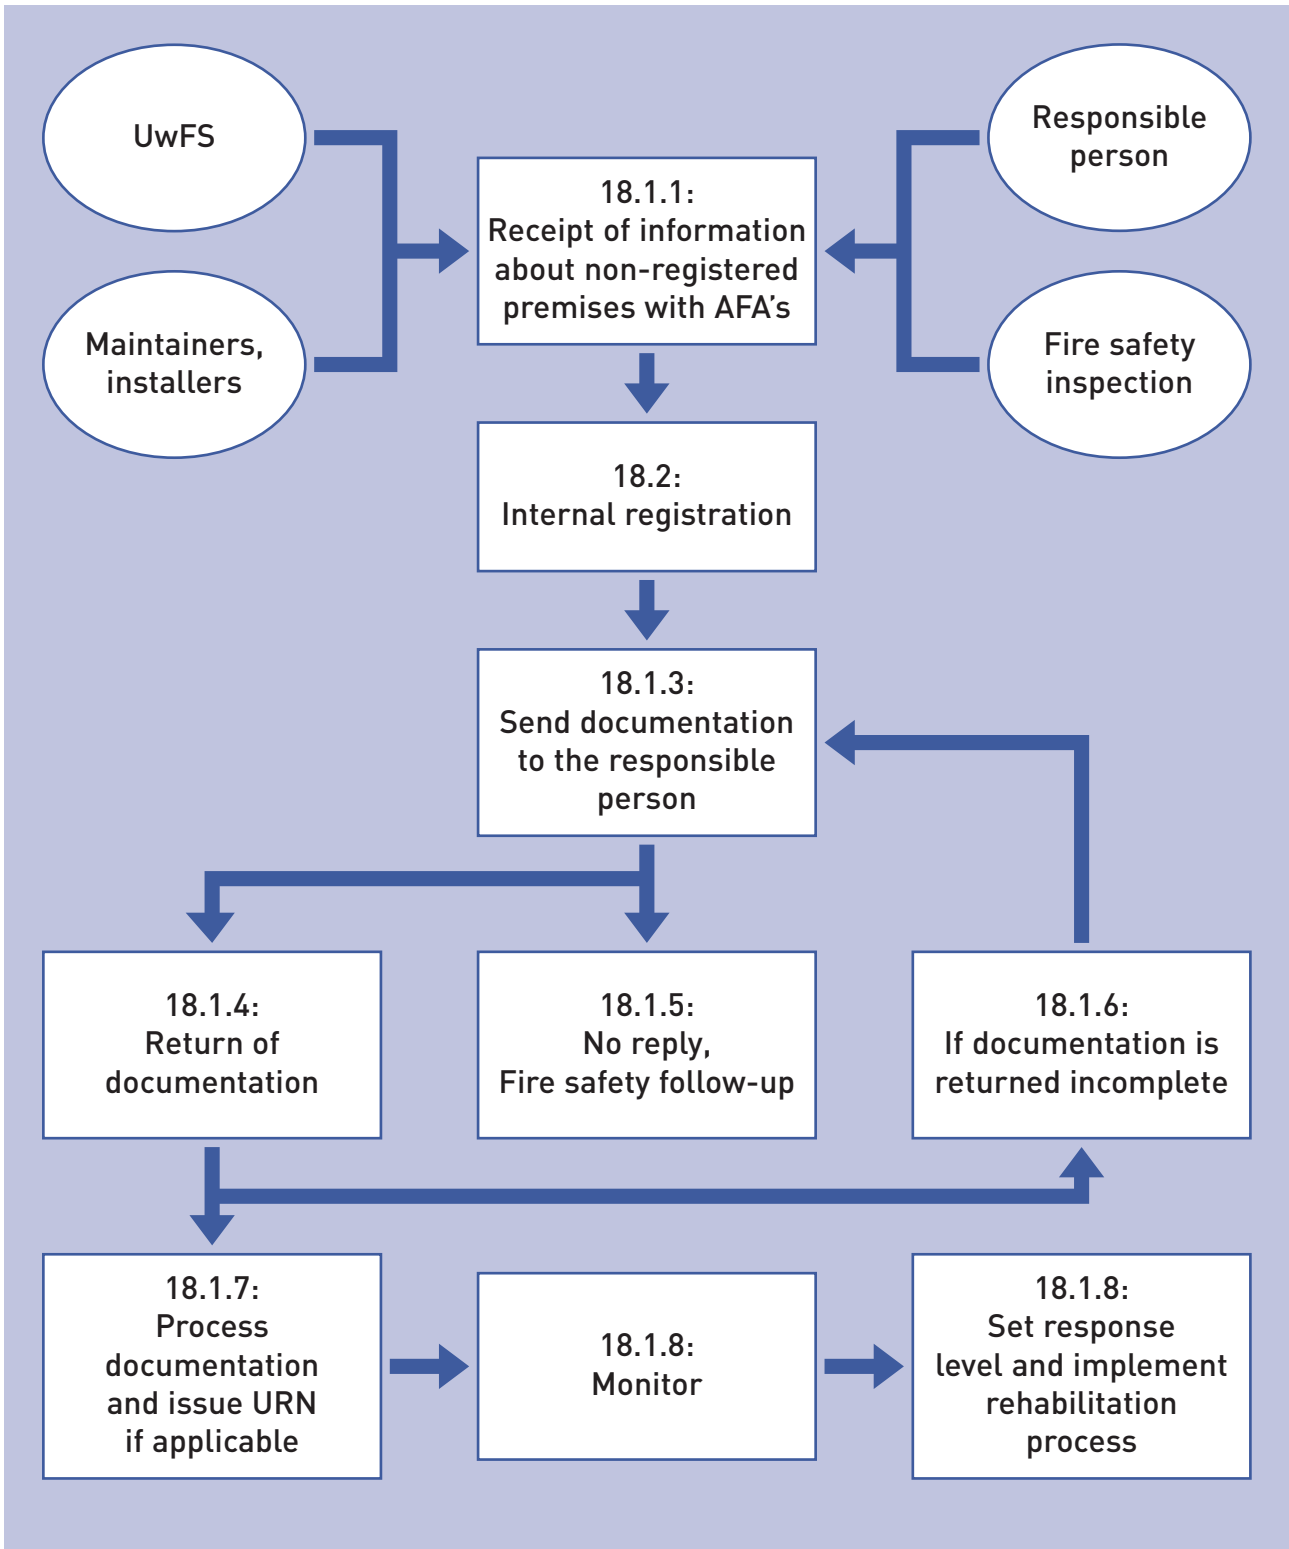 UwFS
Responsible
person
18.1.1:
Receipt of information
about non-registered
premises with AFA’s
Maintainers,
installers
Fire safety
inspection
18.2:
Internal registration
18.1.3:
Send documentation
to the responsible
person
18.1.4:
Return of
documentation
18.1.5:
No reply,
Fire safety follow-up
18.1.6:
If documentation is
returned incomplete
18.1.7:
Process
documentation
and issue URN
if applicable
18.1.8:
Monitor
18.1.8:
Set response
level and implement
rehabilitation
process